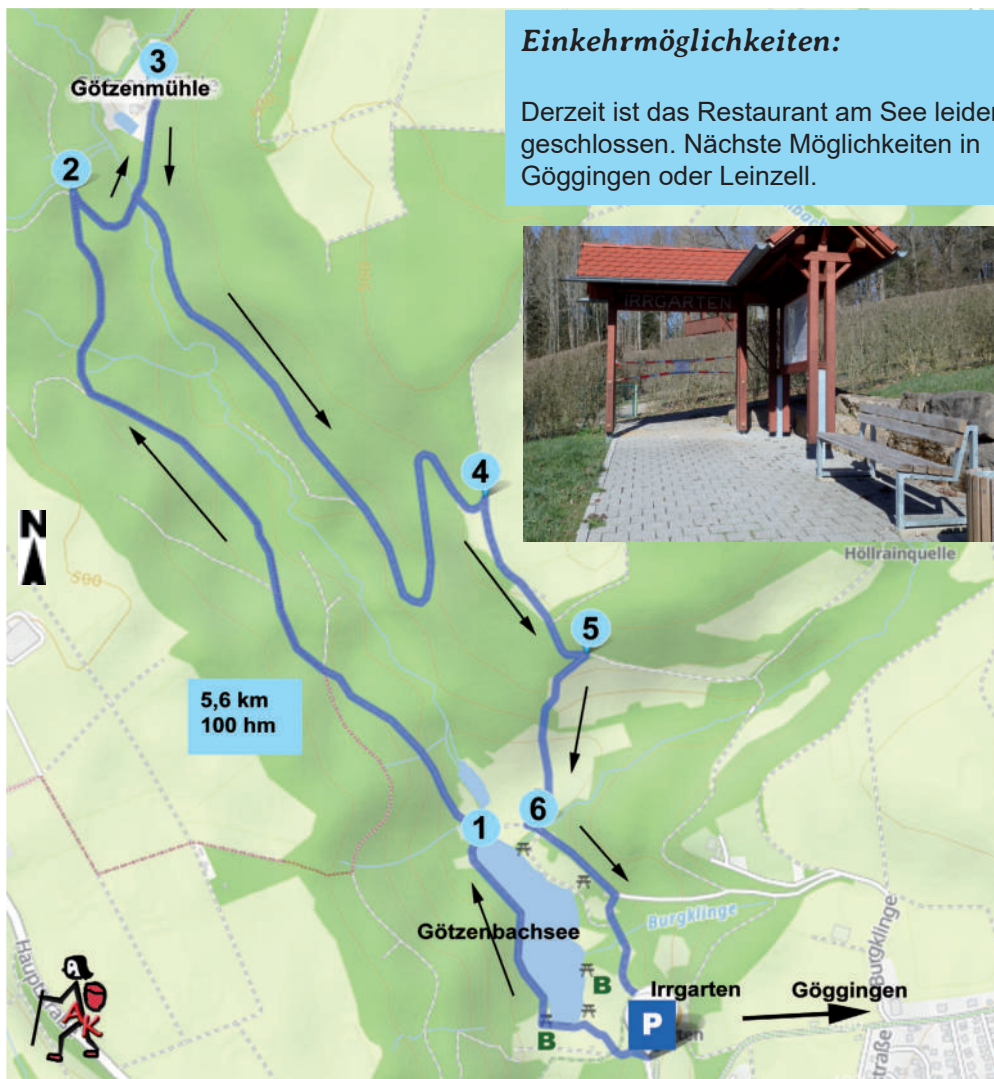 Einkehrmöglichkeiten:
Derzeit ist das Restaurant am See leider
geschlossen. Nächste Möglichkeiten in
Göggingen oder Leinzell.
3
Götzenmühle
2
IRRGARTEN
4
N
Höllrainquelle
500
5
5,6 km
100 hm
6
1
Götzenbachsee
Burgklinge
Burgklinge
B
Irrgarten
Göggingen
P
B
AK